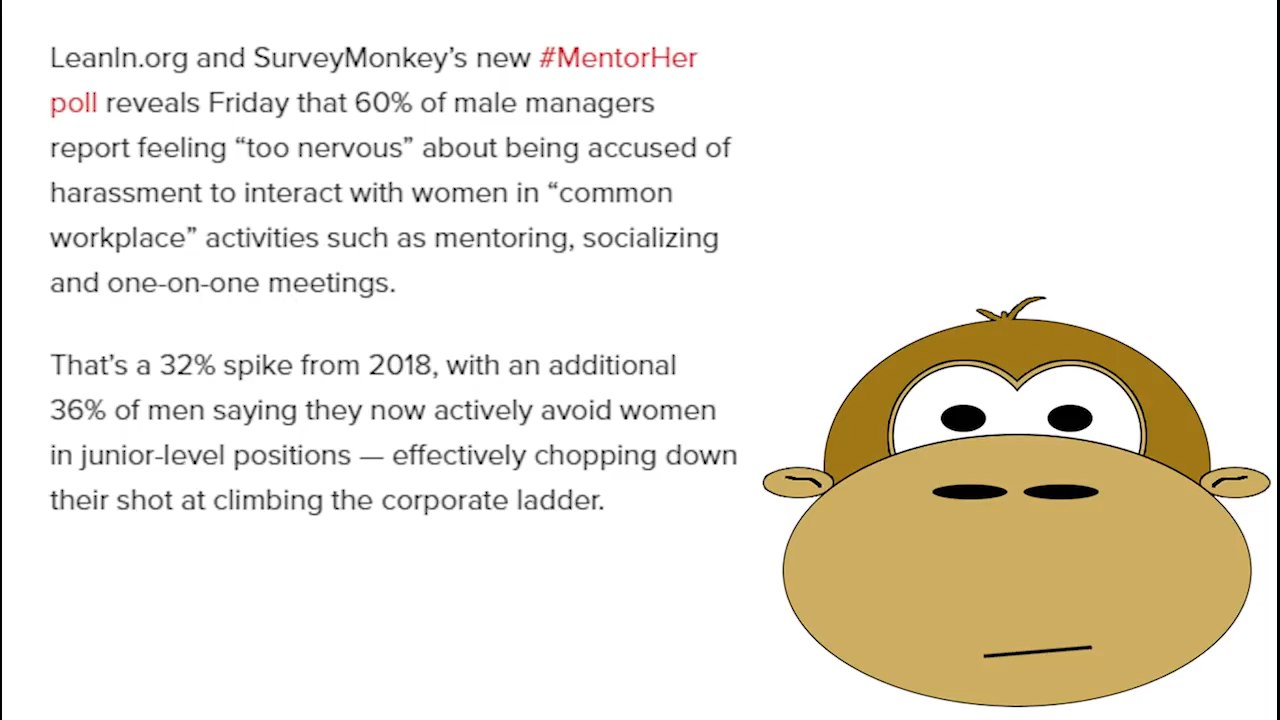 LeanIn.org and SurveyMonkey’s new #MentorHer
poll reveals Friday that 60% of male managers
report feeling “too nervous” about being accused of
harassment to interact with women in “common
workplace” activities such as mentoring, socializing
and one-on-one meetings.
That’s a 32% spike from 2018, with an additional
36% of men saying they now actively avoid women
in junior-level positions — effectively chopping down
their shot at climbing the corporate ladder.